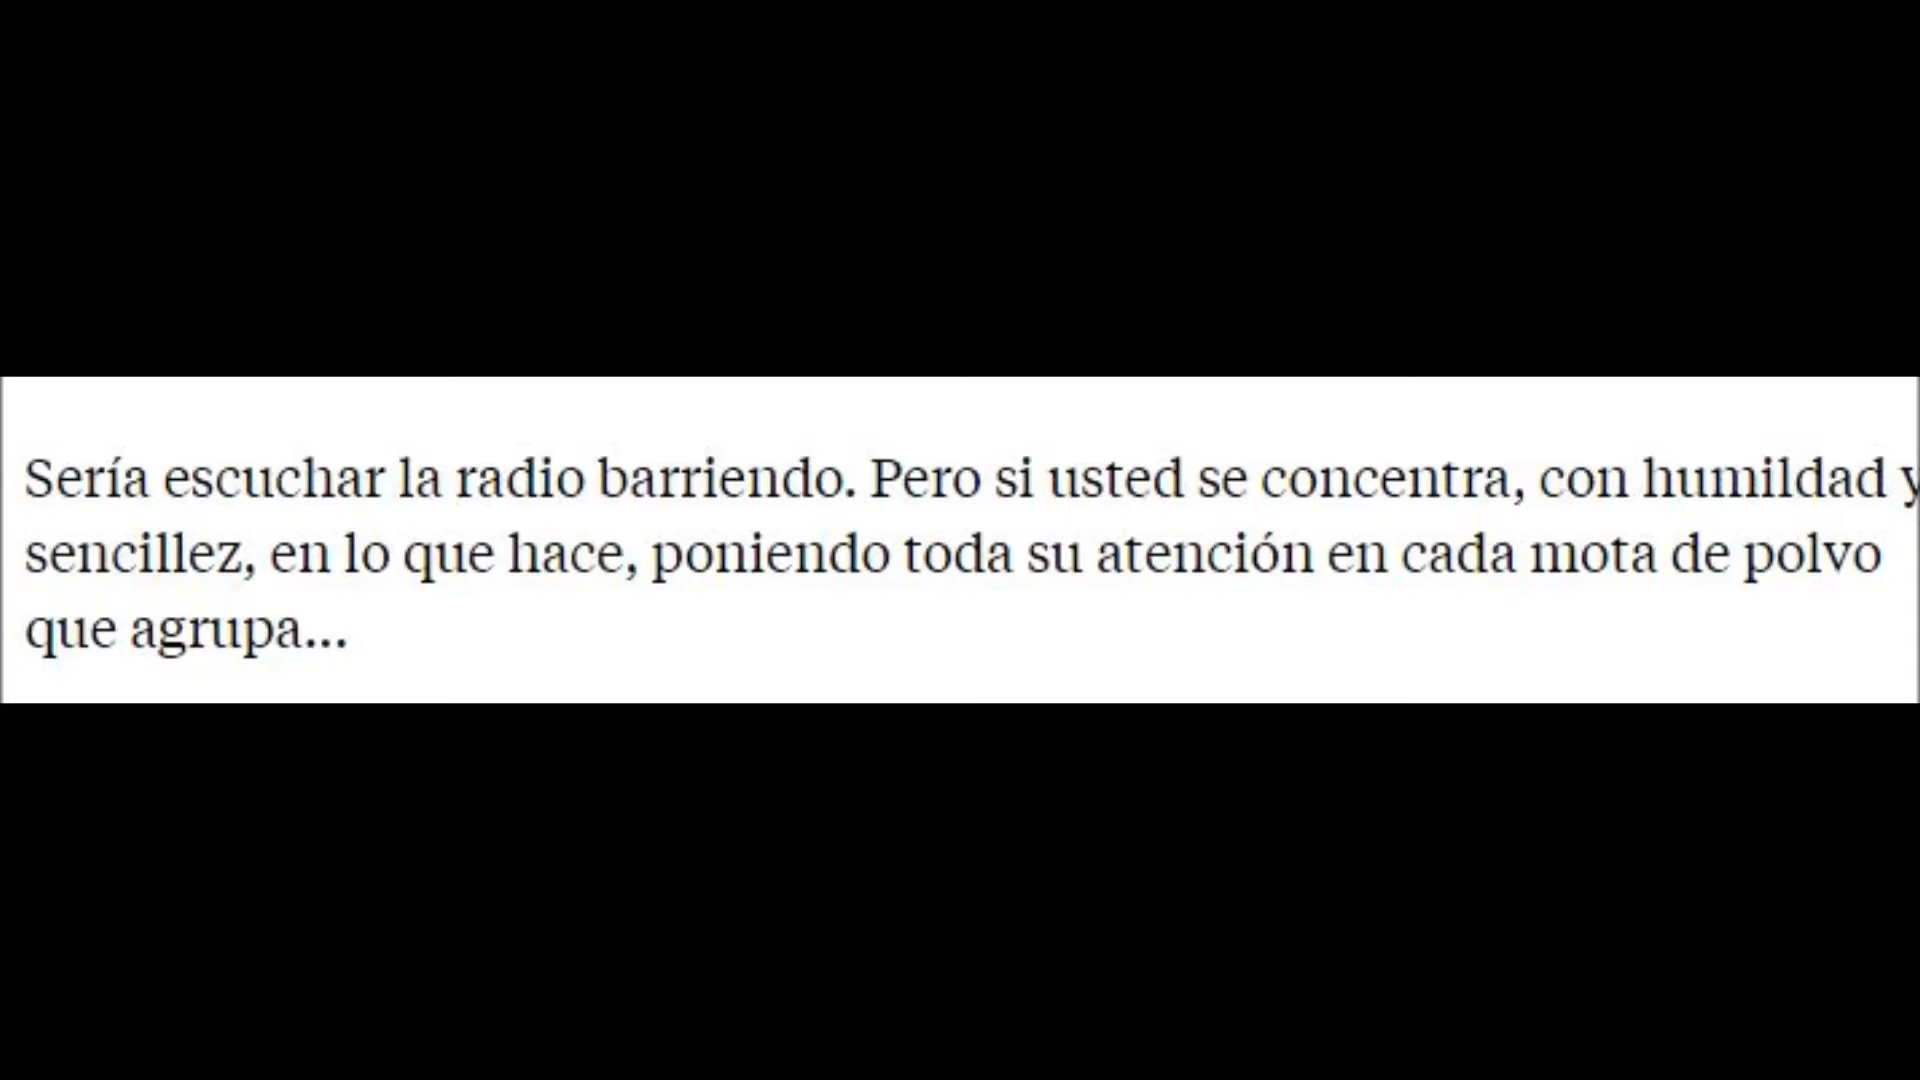 Sería escuchar la radio barriendo. Pero si usted se concentra, con humildad y
sencillez, en lo que hace, poniendo toda su atención en cada mota de polvo
que agrupa...